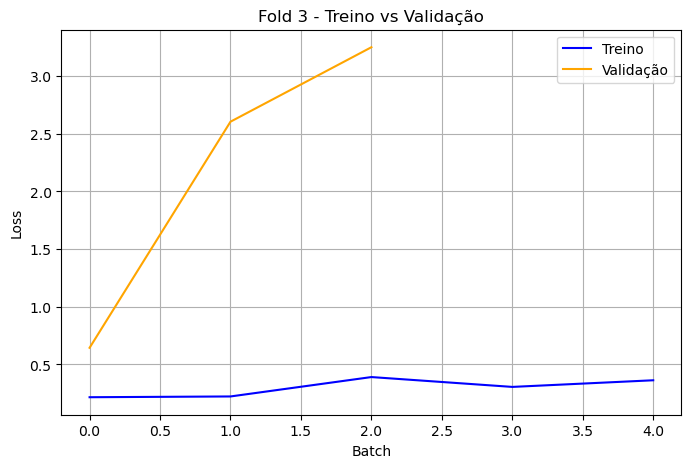 Fold 3 - Treino vs Validação
Treino
Validação
Loss
3.0
2.5
2.0
1.5
1.0
0.5
0.0 0.5 1.0 1.5 2.0 2.5 3.0 3.5 4.0
Batch